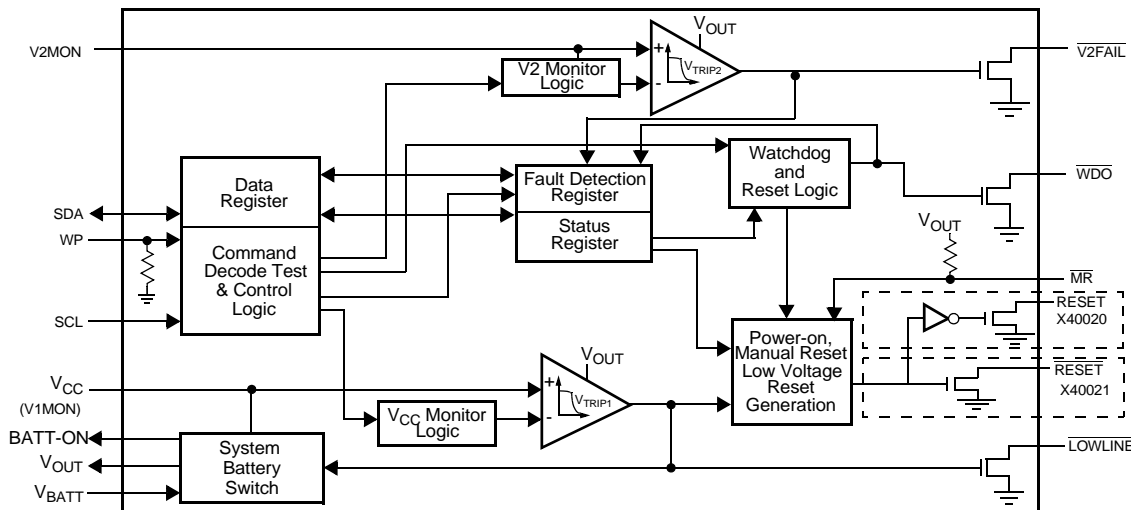 V2MON
V2 Monitor
Logic
+
-
VTRIP2
VOUT
V2FAIL
Data
Register
Fault Detection
Register
Status
Register
Watchdog
and
Reset Logic
WDO
SDA
WP
SCL
Command
Decode Test
& Control
Logic
VOUT
MR
RESET
X40020
Power-on,
Manual Reset
Low Voltage
Reset
Generation
RESET
X40021
VCC
(V1MON)
VCC Monitor
Logic
+
-
VTRIP1
VOUT
BATT-ON
VOUT
VBATT
System
Battery
Switch
LOWLINE